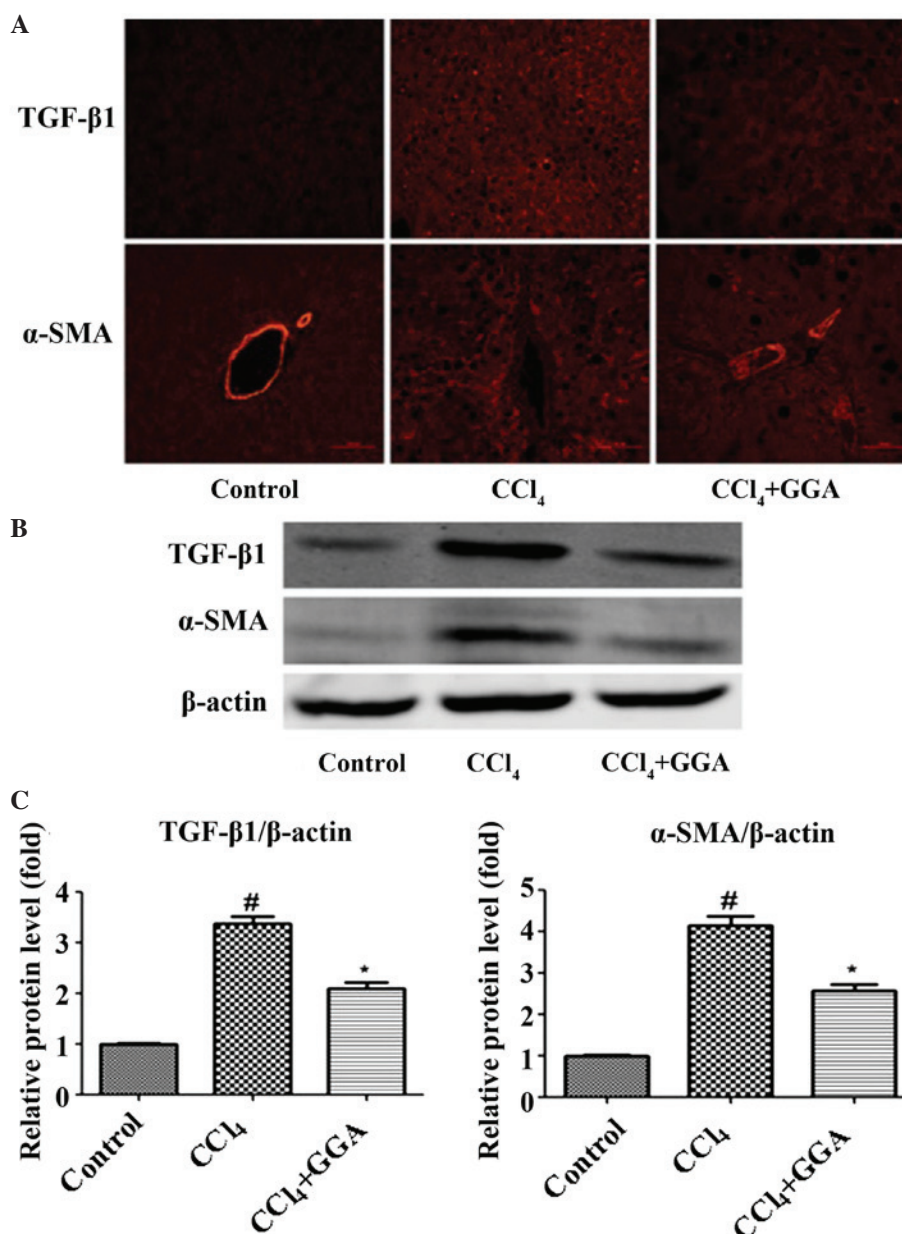 A
TGF-β1
α-SMA
Control CCl₄ CCl₄+GGA
B
TGF-β1
α-SMA
β-actin
Control CCl₄ CCl₄+GGA
C
TGF-β1/β-actin
Relative protein level (fold)
4
3
2
1
0
#
*
Control CCl₄ CCl₄+GGA
α-SMA/β-actin
Relative protein level (fold)
5
4
3
2
1
0
#
*
Control CCl₄ CCl₄+GGA